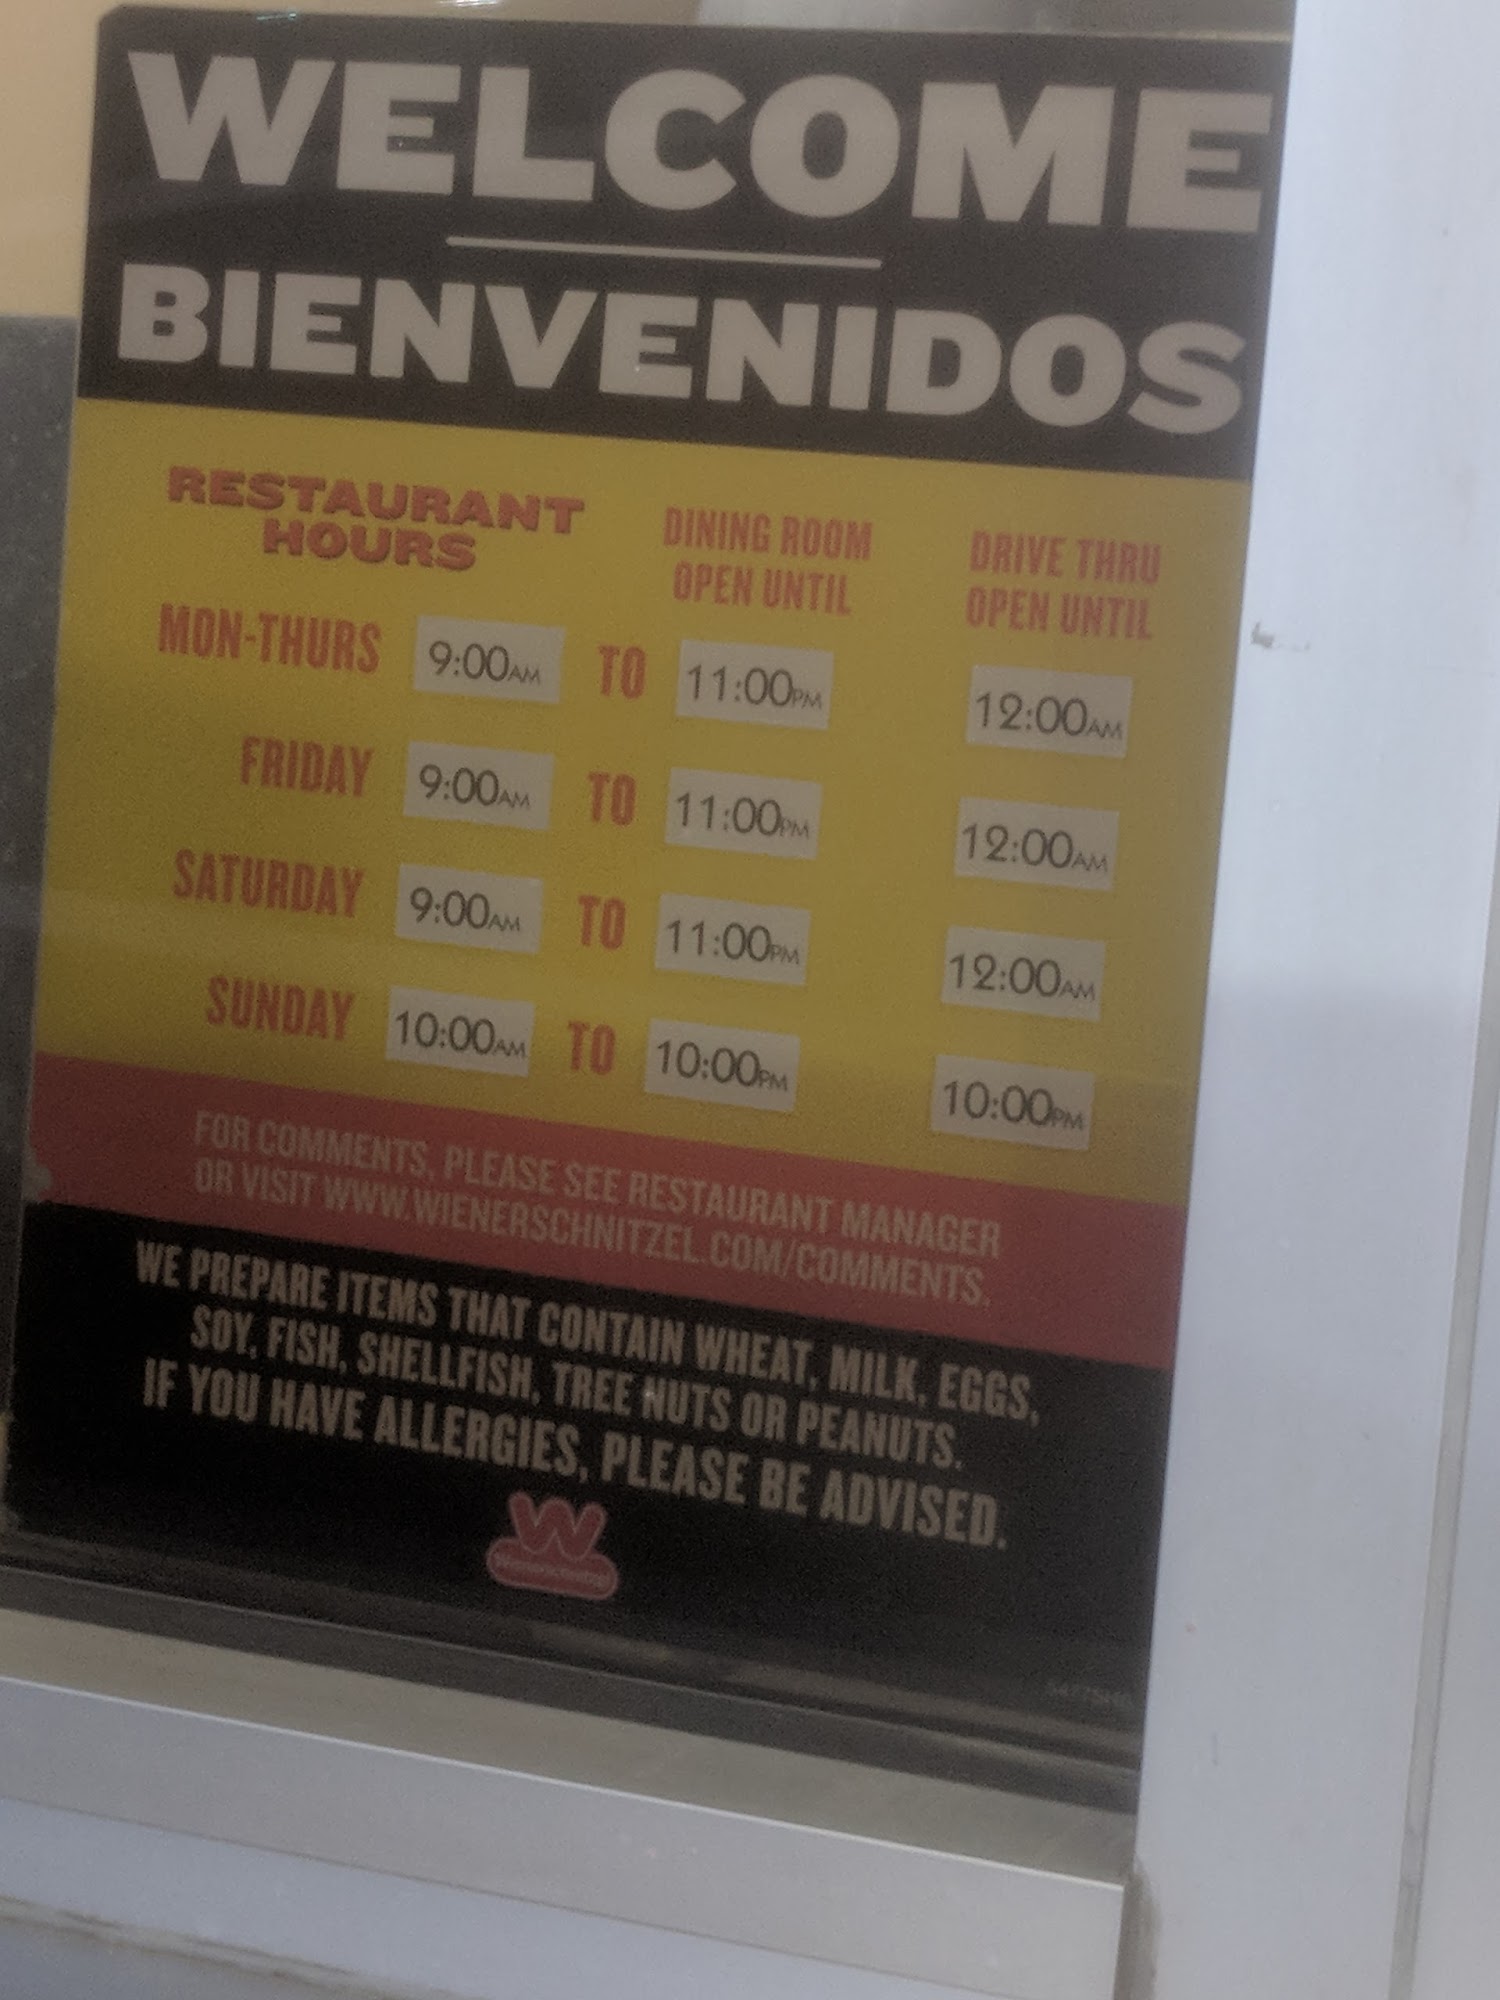 WELCOME
BIENVENIDOS
RESTAURANT
HOURS
DINING ROOM
OPEN UNTIL
DRIVE THRU
OPEN UNTIL
MON-THURS 9:00AM TO 11:00PM 12:00AM
FRIDAY 9:00AM TO 11:00PM 12:00AM
SATURDAY 9:00AM TO 11:00PM 12:00AM
SUNDAY 10:00AM TO 10:00PM 10:00PM
FOR COMMENTS, PLEASE SEE RESTAURANT MANAGER
OR VISIT WWW.WIENERSCHNITZEL.COM/COMMENTS.
WE PREPARE ITEMS THAT CONTAIN WHEAT, MILK, EGGS,
SOY, FISH, SHELLFISH, TREE NUTS OR PEANUTS.
IF YOU HAVE ALLERGIES, PLEASE BE ADVISED.
W
Wienerschnitzel